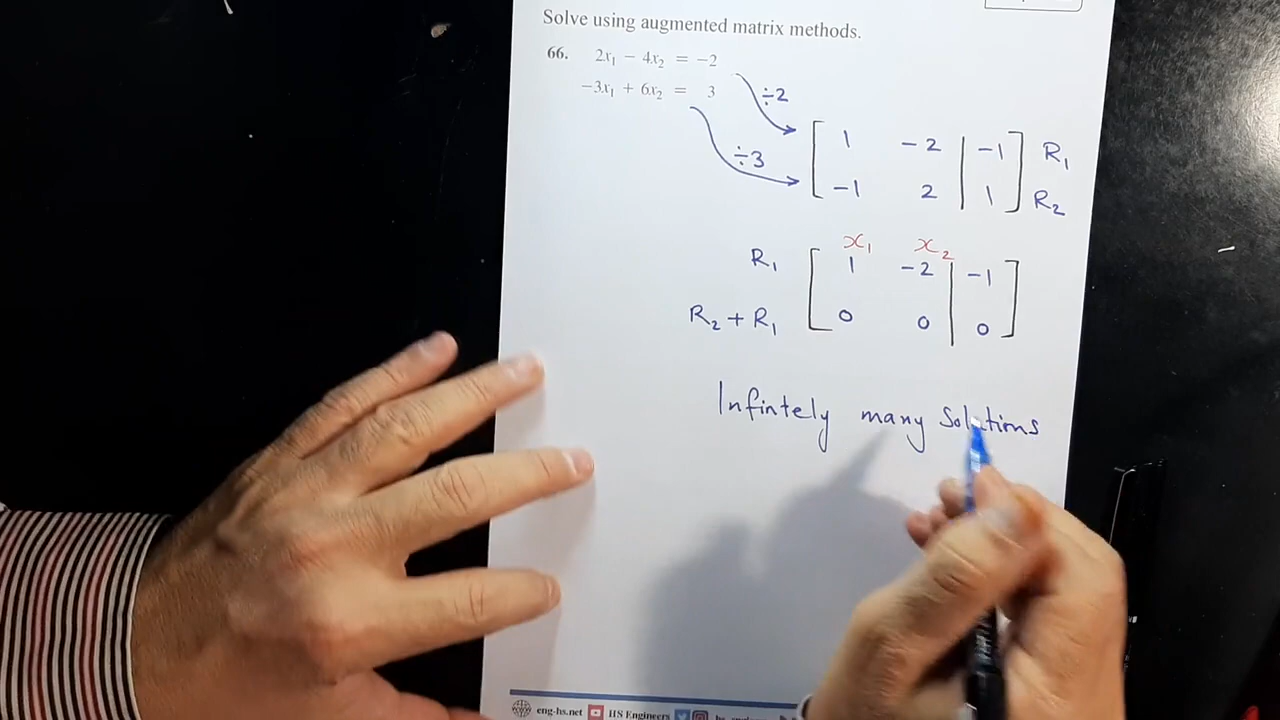 Solve using augmented matrix methods.
66. 2x₁ − 4x₂ = −2
−3x₁ + 6x₂ = 3
÷2
÷3
[ 1 −2 | −1 ] R₁
[ −1 2 | 1 ] R₂
x₁ x₂
R₁ [ 1 −2 | −1 ]
R₂ + R₁ [ 0 0 | 0 ]
Infintely many Solutions
eng-hs.net HS Engineers